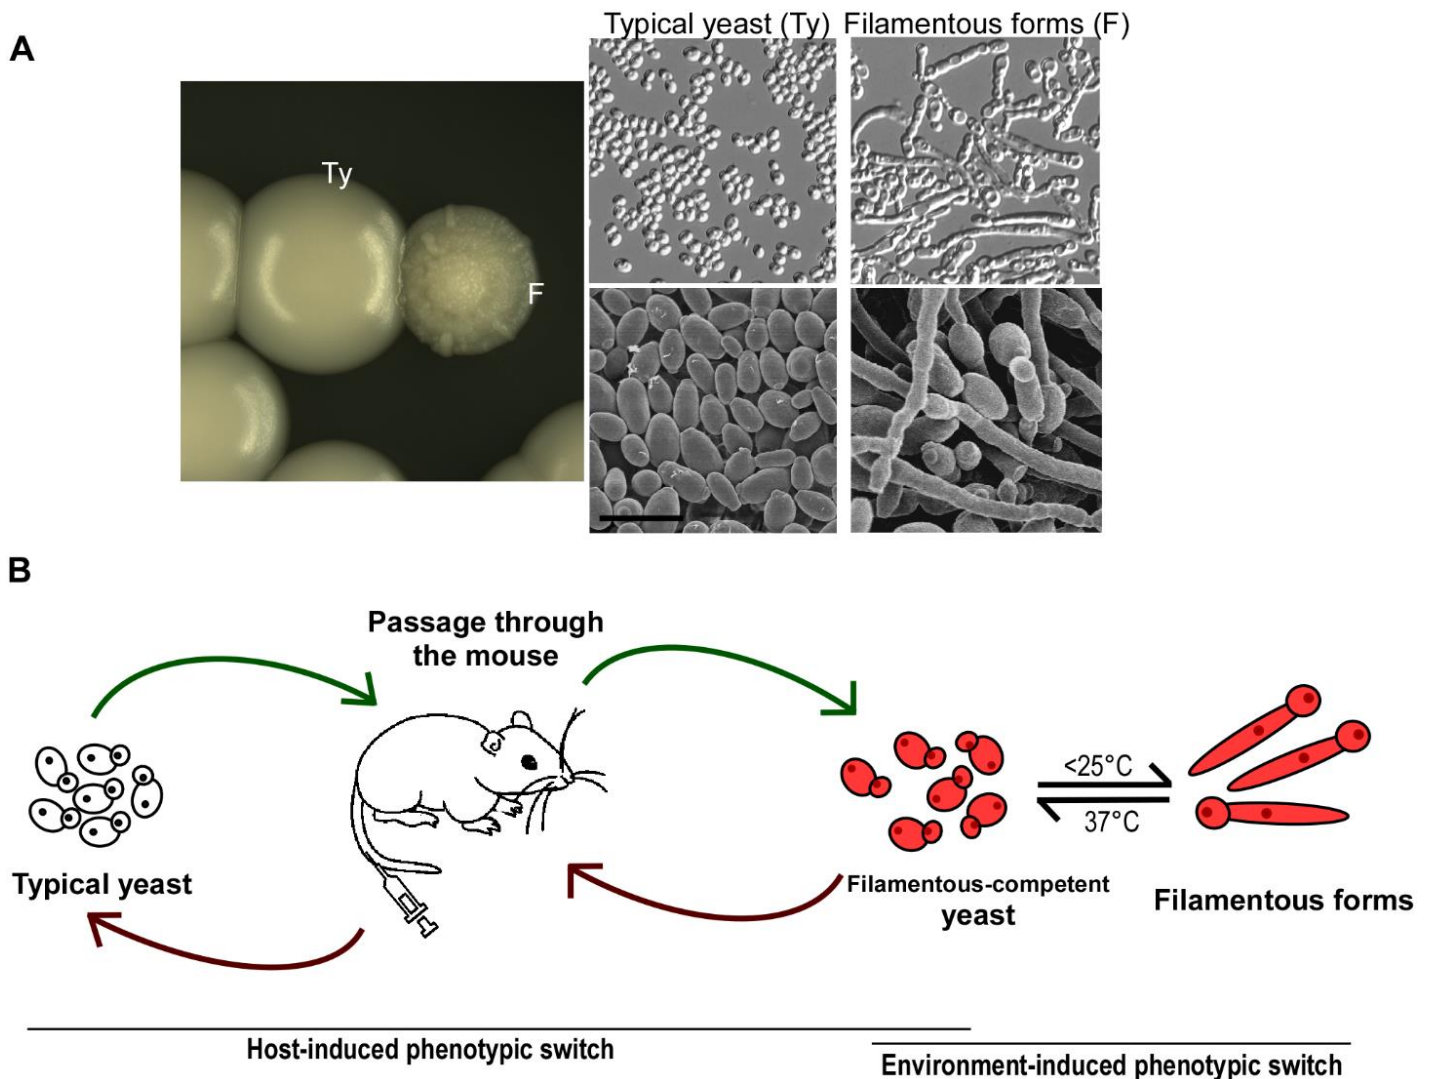 A
Typical yeast (Ty)
Filamentous forms (F)
Ty
F
B
Passage through
the mouse
<25°C
37°C
Typical yeast
Filamentous-competent
yeast
Filamentous forms
Host-induced phenotypic switch
Environment-induced phenotypic switch